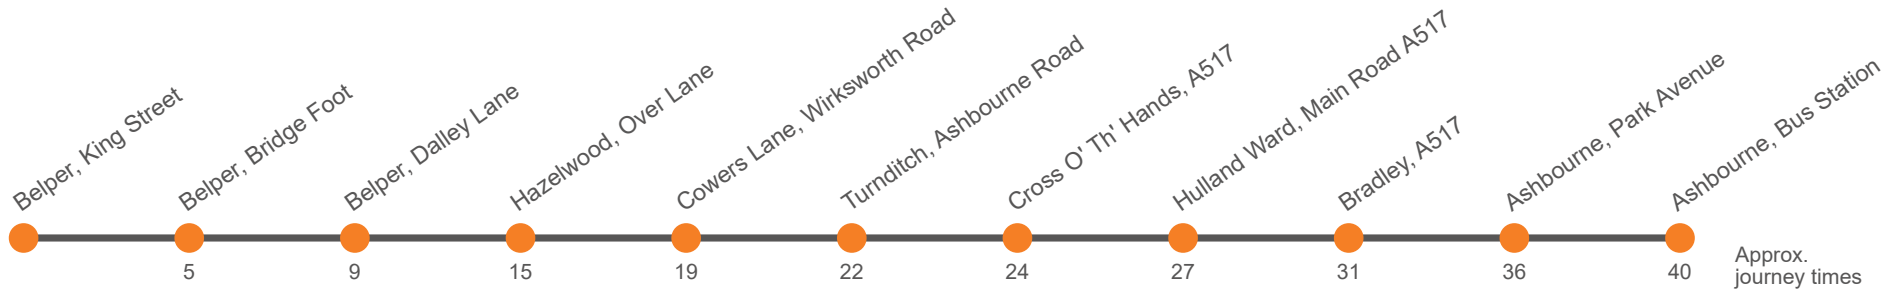 Belper, King Street
Belper, Bridge Foot
Belper, Dalley Lane
Hazelwood, Over Lane
Cowers Lane, Wirksworth Road
Turnditch, Ashbourne Road
Cross O' Th' Hands, A517
Hulland Ward, Main Road A517
Bradley, A517
Ashbourne, Park Avenue
Ashbourne, Bus Station
5 9 15 19 22 24 27 31 36 40
Approx.
journey times